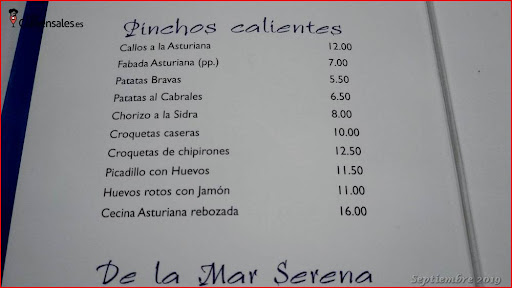 Comensales.es
Pinchos calientes
Callos a la Asturiana 12.00
Fabada Asturiana (pp.) 7.00
Patatas Bravas 5.50
Patatas al Cabrales 6.50
Chorizo a la Sidra 8.00
Croquetas caseras 10.00
Croquetas de chipirones 12.50
Picadillo con Huevos 11.50
Huevos rotos con Jamón 11.00
Cecina Asturiana rebozada 16.00
De la Mar Serena
Septiembre 2019